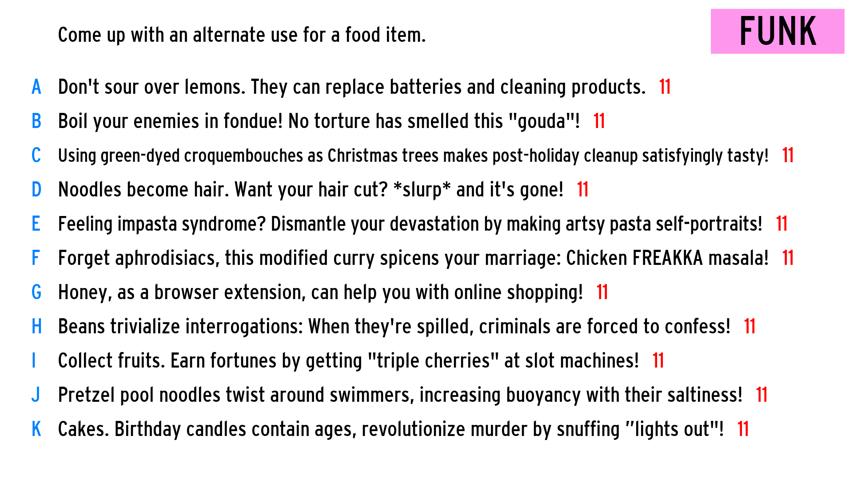 Come up with an alternate use for a food item.
FUNK
A Don't sour over lemons. They can replace batteries and cleaning products. 11
B Boil your enemies in fondue! No torture has smelled this "gouda"! 11
C Using green-dyed croquembouches as Christmas trees makes post-holiday cleanup satisfyingly tasty! 11
D Noodles become hair. Want your hair cut? *slurp* and it's gone! 11
E Feeling impasta syndrome? Dismantle your devastation by making artsy pasta self-portraits! 11
F Forget aphrodisiacs, this modified curry spicens your marriage: Chicken FREAKKA masala! 11
G Honey, as a browser extension, can help you with online shopping! 11
H Beans trivialize interrogations: When they're spilled, criminals are forced to confess! 11
I Collect fruits. Earn fortunes by getting "triple cherries" at slot machines! 11
J Pretzel pool noodles twist around swimmers, increasing buoyancy with their saltiness! 11
K Cakes. Birthday candles contain ages, revolutionize murder by snuffing ”lights out"! 11